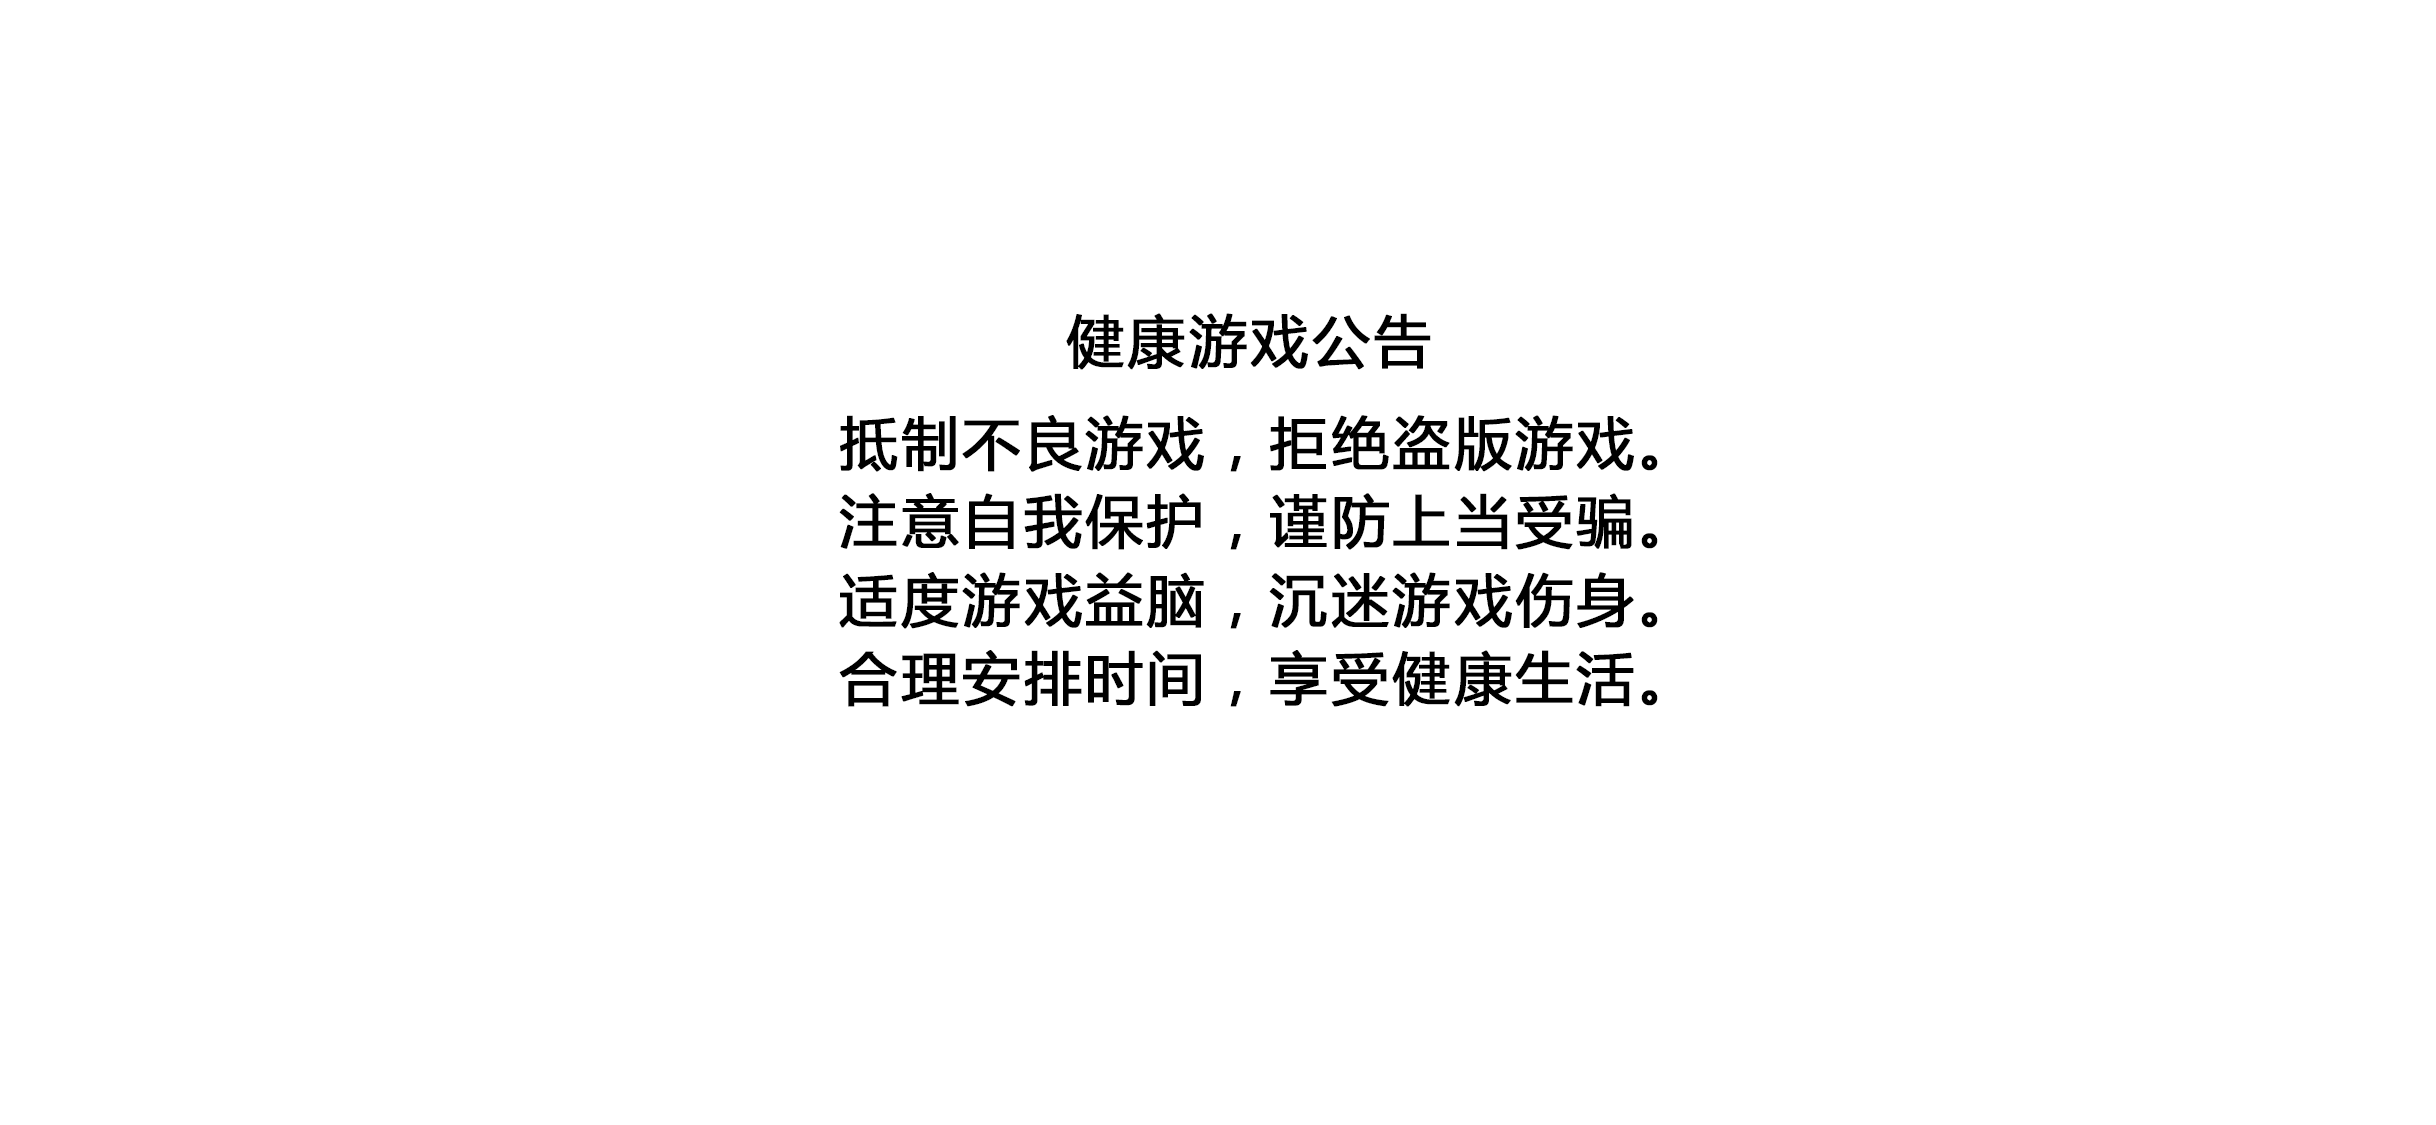 健康游戏公告
抵制不良游戏，拒绝盗版游戏。
注意自我保护，谨防上当受骗。
适度游戏益脑，沉迷游戏伤身。
合理安排时间，享受健康生活。